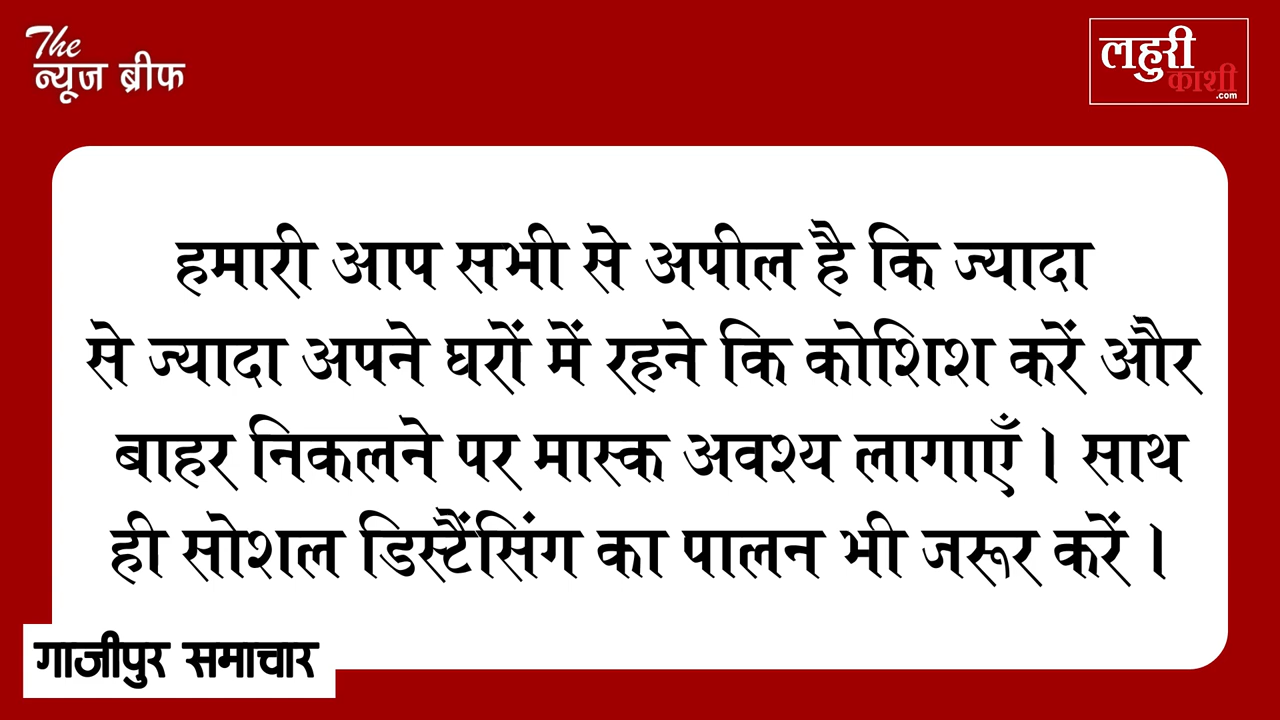 The
न्यूज ब्रीफ
लहुरी
काशी
.com
हमारी आप सभी से अपील है कि ज्यादा
से ज्यादा अपने घरों में रहने कि कोशिश करें और
बाहर निकलने पर मास्क अवश्य लागाएँ । साथ
ही सोशल डिस्टैंसिंग का पालन भी जरूर करें ।
गाजीपुर समाचार